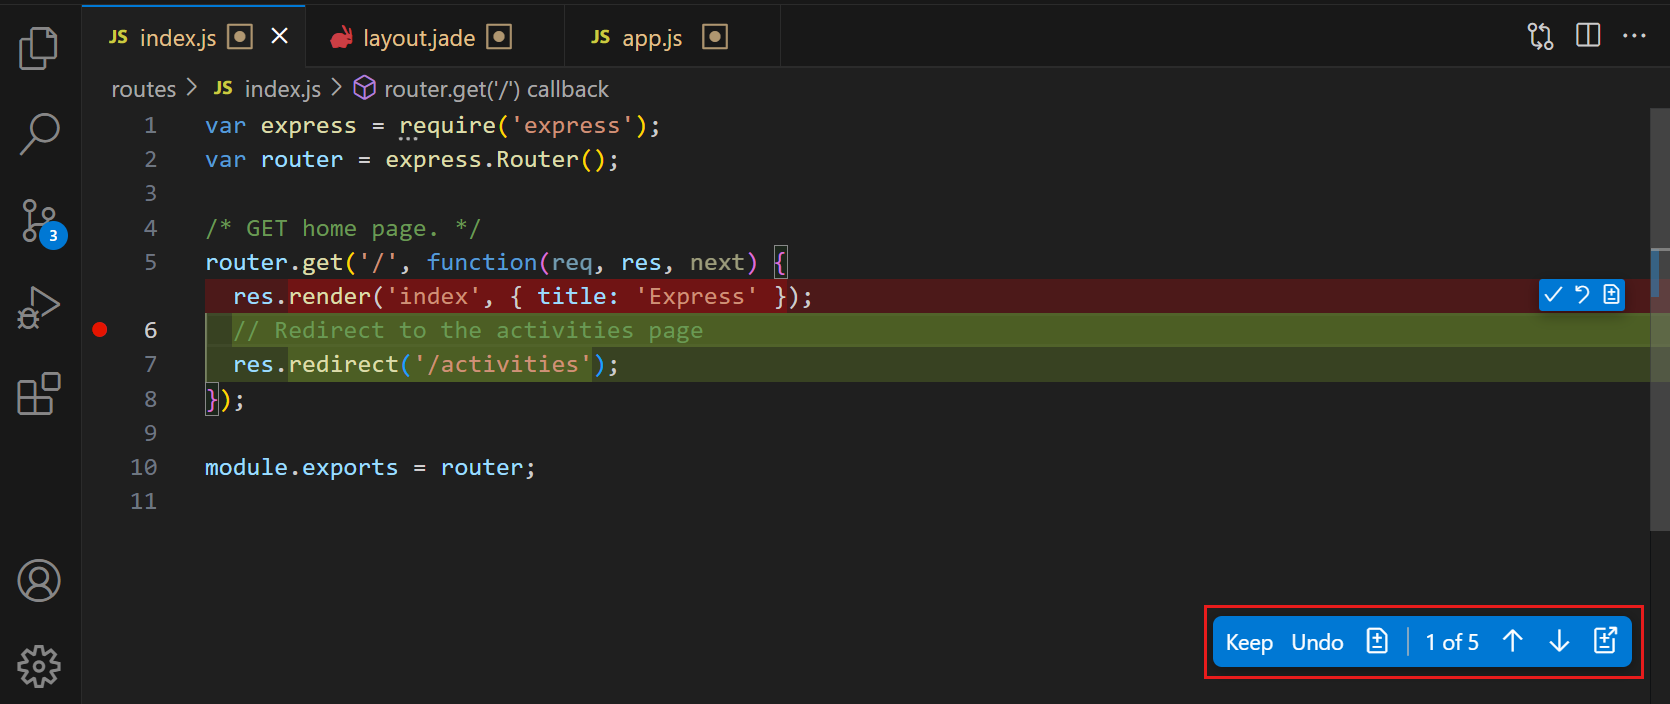 JS index.js layout.jade JS app.js
routes > JS index.js > router.get('/') callback
1 var express = require('express');
2 var router = express.Router();
3
4 /* GET home page. */
5 router.get('/', function(req, res, next) {
res.render('index', { title: 'Express' });
6 // Redirect to the activities page
7 res.redirect('/activities');
8 });
9
10 module.exports = router;
11
3
Keep Undo 1 of 5